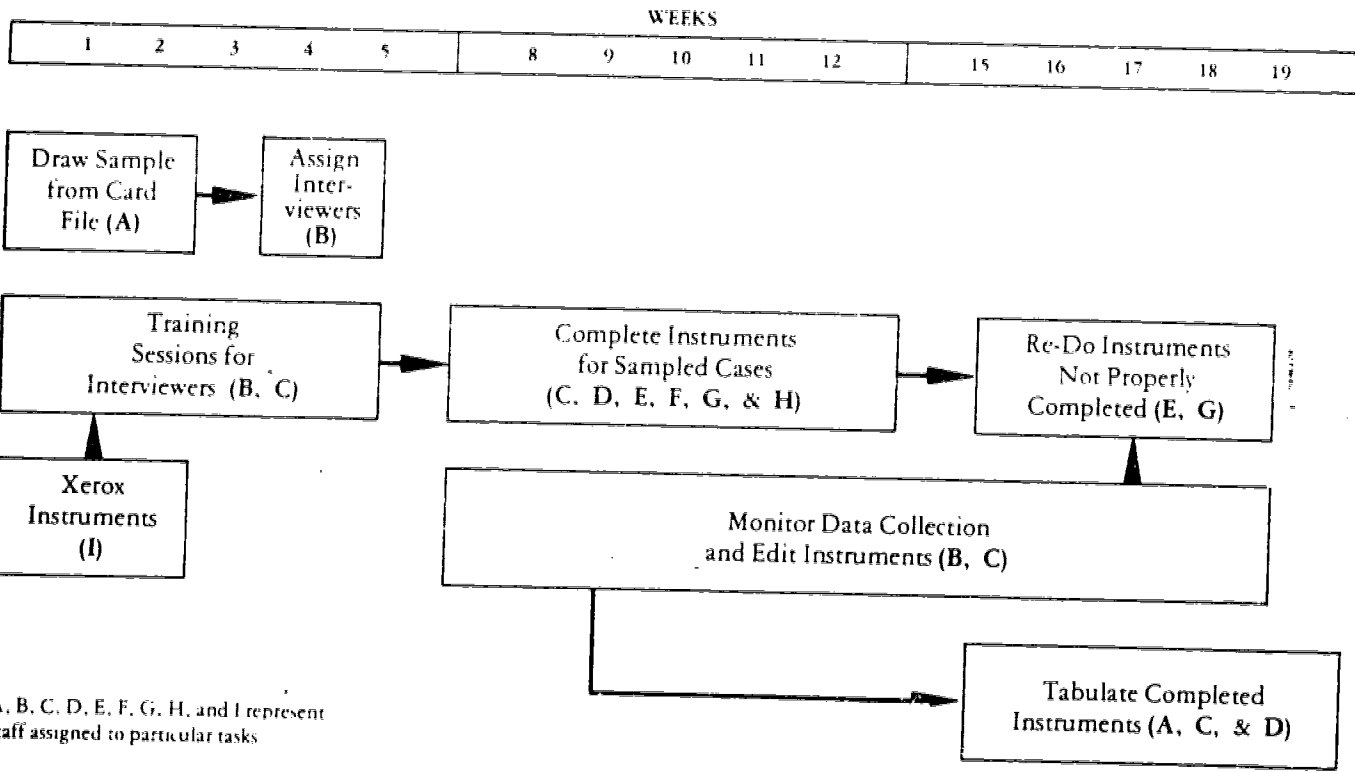 WEEKS
1 2 3 4 5 8 9 10 11 12 15 16 17 18 19
Draw Sample
from Card
File (A)
Assign
Inter-
viewers
(B)
Training
Sessions for
Interviewers (B, C)
Complete Instruments
for Sampled Cases
(C, D, E, F, G, & H)
Re-Do Instruments
Not Properly
Completed (E, G)
Xerox
Instruments
(I)
Monitor Data Collection
and Edit Instruments (B, C)
Tabulate Completed
Instruments (A, C, & D)
A, B, C, D, E, F, G, H, and I represent
taff assigned to particular tasks